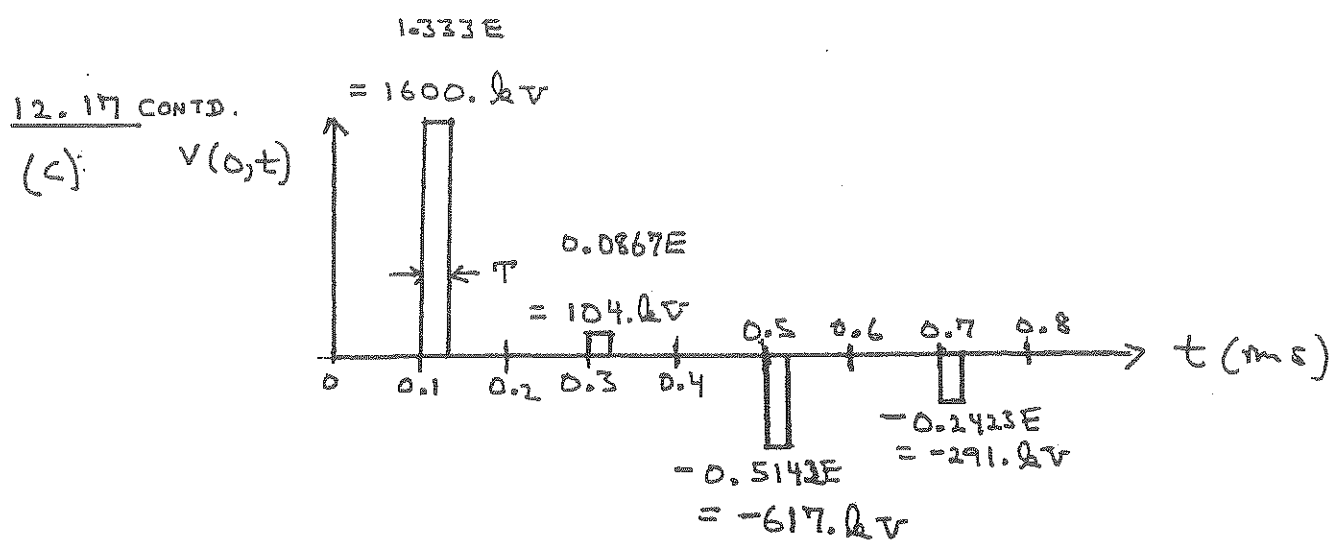 1.333E
= 1600. kV
12.17 CONTD.
(c) V(0,t)
0.0867E
T
= 104. kV
0.5 0.6 0.7 0.8
t (ms)
0 0.1 0.2 0.3 0.4
-0.2423E
= -291. kV
-0.5143E
= -617. kV